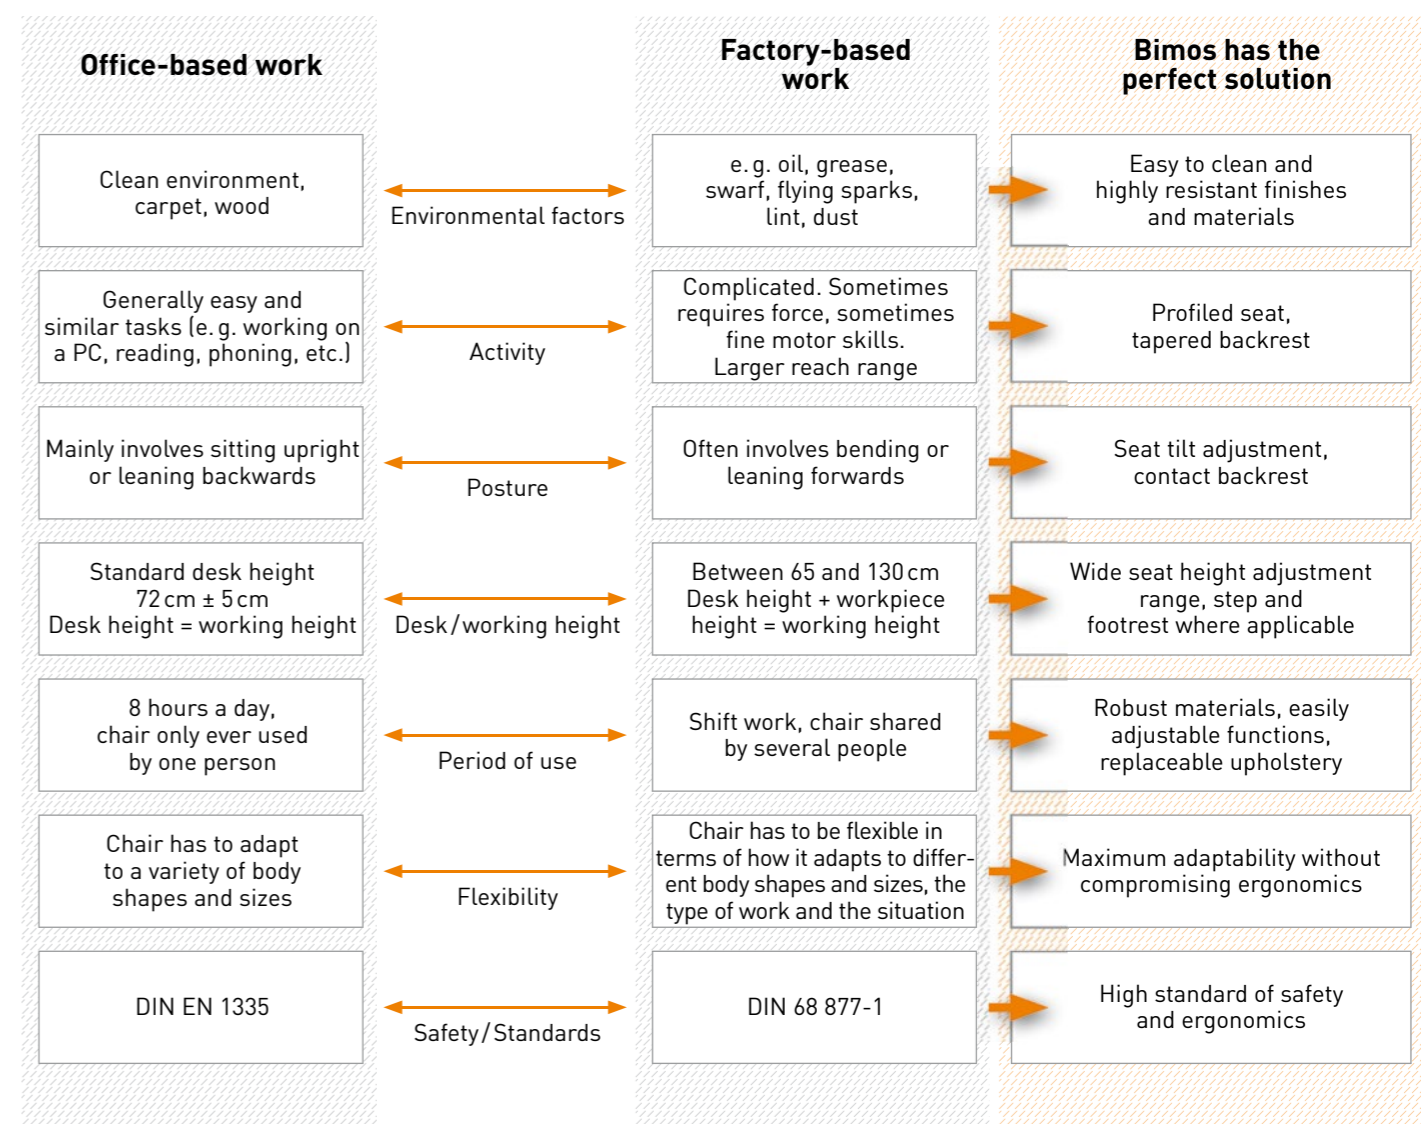 Office-based work
Factory-based
work
Bimos has the
perfect solution
Clean environment,
carpet, wood
Environmental factors
e. g. oil, grease,
swarf, flying sparks,
lint, dust
Easy to clean and
highly resistant finishes
and materials
Generally easy and
similar tasks (e. g. working on
a PC, reading, phoning, etc.)
Activity
Complicated. Sometimes
requires force, sometimes
fine motor skills.
Larger reach range
Profiled seat,
tapered backrest
Mainly involves sitting upright
or leaning backwards
Posture
Often involves bending or
leaning forwards
Seat tilt adjustment,
contact backrest
Standard desk height
72 cm ± 5 cm
Desk height = working height
Desk/working height
Between 65 and 130 cm
Desk height + workpiece
height = working height
Wide seat height adjustment
range, step and
footrest where applicable
8 hours a day,
chair only ever used
by one person
Period of use
Shift work, chair shared
by several people
Robust materials, easily
adjustable functions,
replaceable upholstery
Chair has to adapt
to a variety of body
shapes and sizes
Flexibility
Chair has to be flexible in
terms of how it adapts to differ-
ent body shapes and sizes, the
type of work and the situation
Maximum adaptability without
compromising ergonomics
DIN EN 1335
Safety/Standards
DIN 68 877-1
High standard of safety
and ergonomics